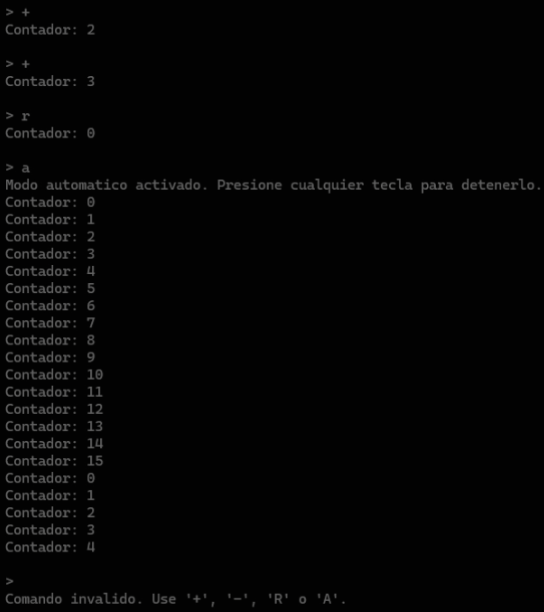 > +
Contador: 2
> +
Contador: 3
> r
Contador: 0
> a
Modo automatico activado. Presione cualquier tecla para detenerlo.
Contador: 0
Contador: 1
Contador: 2
Contador: 3
Contador: 4
Contador: 5
Contador: 6
Contador: 7
Contador: 8
Contador: 9
Contador: 10
Contador: 11
Contador: 12
Contador: 13
Contador: 14
Contador: 15
Contador: 0
Contador: 1
Contador: 2
Contador: 3
Contador: 4
>
Comando invalido. Use '+', '-', 'R' o 'A'.